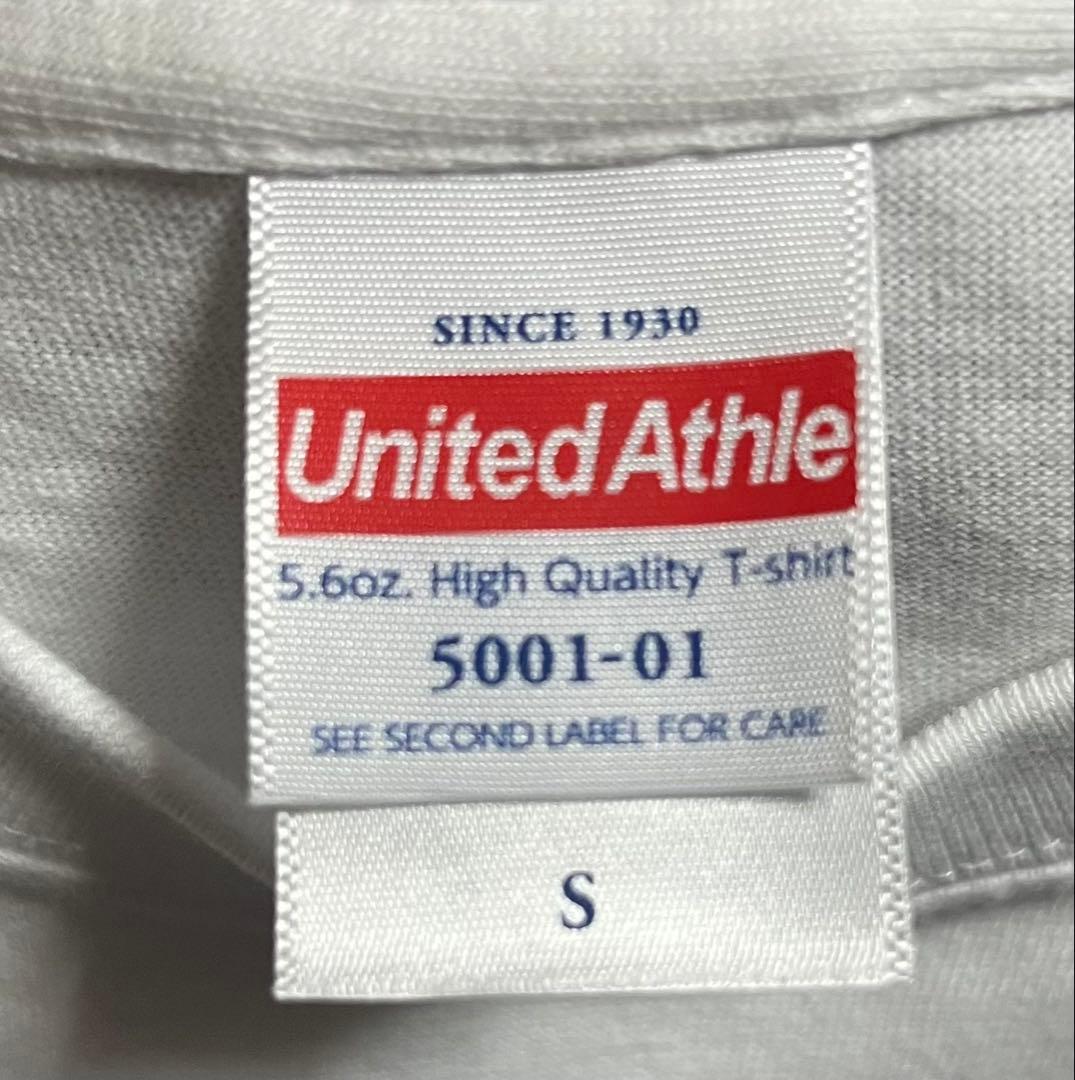 SINCE 1930
United Athle
5.6oz. High Quality T-shirt
5001-01
SEE SECOND LABEL FOR CARE
S